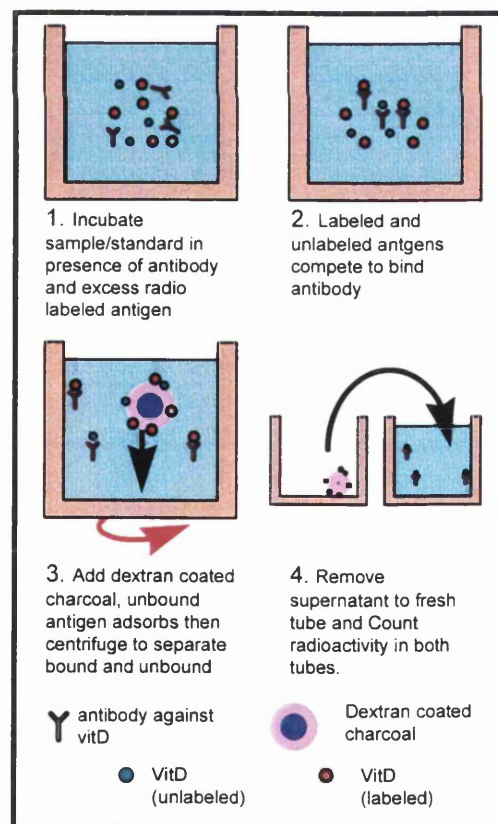 1. Incubate
sample/standard in
presence of antibody
and excess radio
labeled antigen
2. Labeled and
unlabeled antgens
compete to bind
antibody
3. Add dextran coated
charcoal, unbound
antigen adsorbs then
centrifuge to separate
bound and unbound
4. Remove
supernatant to fresh
tube and Count
radioactivity in both
tubes.
antibody against
vitD
Dextran coated
charcoal
VitD
(unlabeled)
VitD
(labeled)